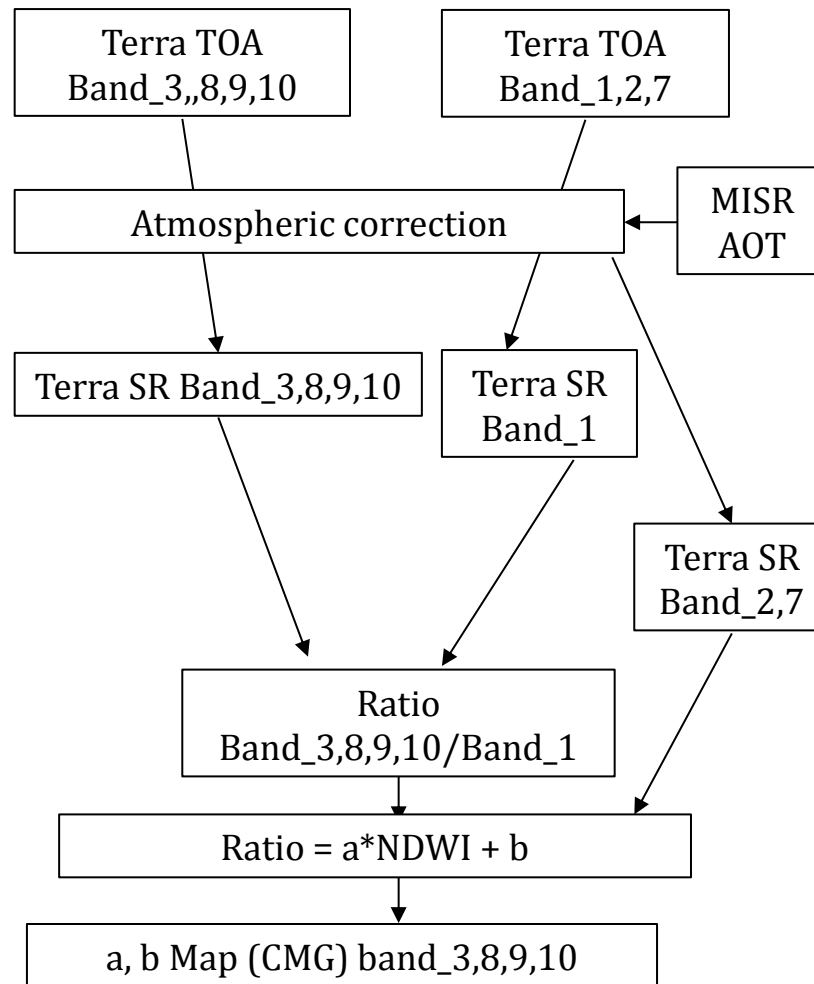 Terra TOA
Band_3,,8,9,10
Terra TOA
Band_1,2,7
Atmospheric correction
MISR
AOT
Terra SR Band_3,8,9,10
Terra SR
Band_1
Terra SR
Band_2,7
Ratio
Band_3,8,9,10/Band_1
Ratio = a*NDWI + b
a, b Map (CMG) band_3,8,9,10